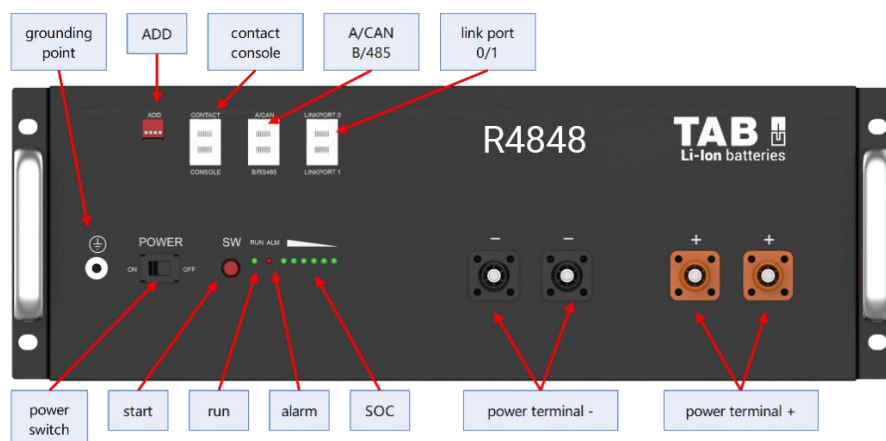 grounding
point
ADD
contact
console
A/CAN
B/485
link port
0/1
ADD
CONTACT
A/CAN
LINKPORT 0
CONSOLE
B/RS485
LINKPORT 1
R4848
TAB
Li-Ion batteries
POWER
ON
OFF
SW
RUN
ALM
− − + +
power
switch
start
run
alarm
SOC
power terminal -
power terminal +